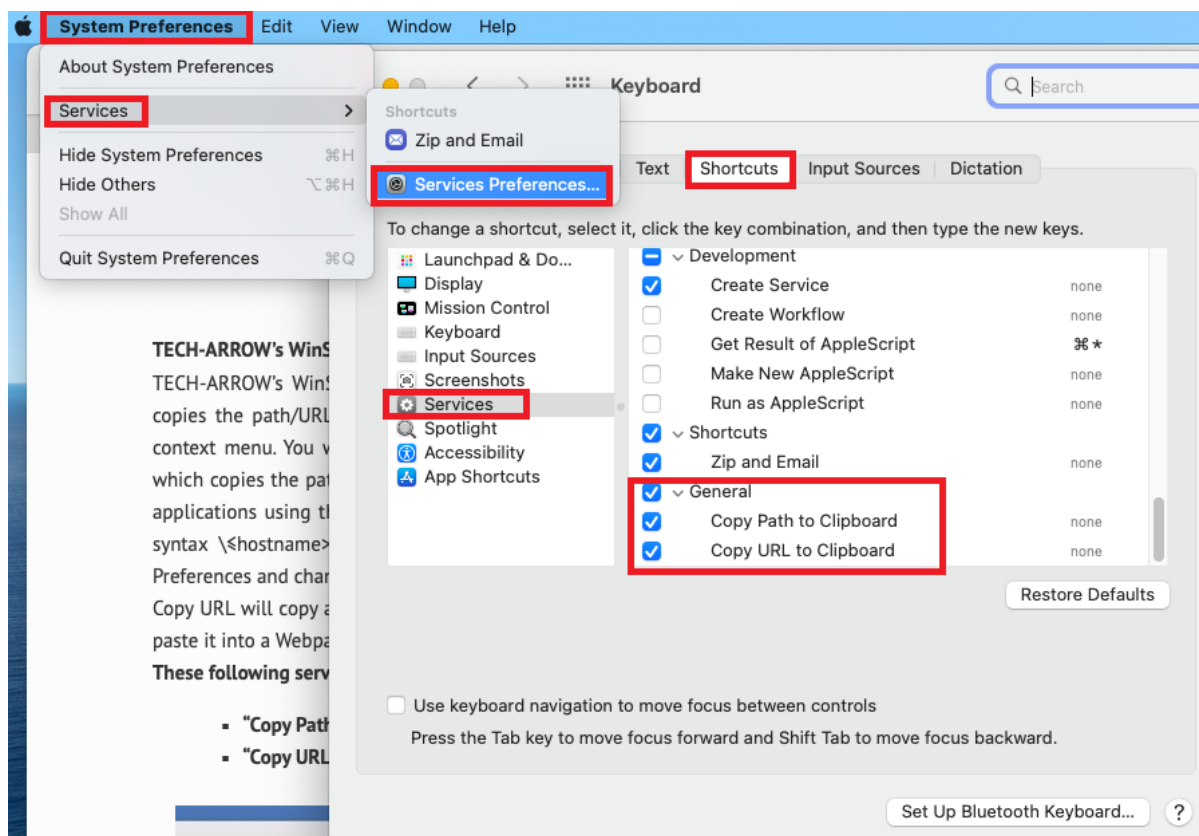 System Preferences Edit View Window Help
About System Preferences
Services
Hide System Preferences ⌘H
Hide Others ⌥⌘H
Show All
Quit System Preferences ⌘Q
Shortcuts
Zip and Email
Services Preferences...
Keyboard
Search
Text Shortcuts Input Sources Dictation
To change a shortcut, select it, click the key combination, and then type the new keys.
Launchpad & Do...
Display
Mission Control
Keyboard
Input Sources
Screenshots
Services
Spotlight
Accessibility
App Shortcuts
Development
Create Service none
Create Workflow none
Get Result of AppleScript ⌘*
Make New AppleScript none
Run as AppleScript none
Shortcuts
Zip and Email none
General
Copy Path to Clipboard none
Copy URL to Clipboard none
Restore Defaults
Use keyboard navigation to move focus between controls
Press the Tab key to move focus forward and Shift Tab to move focus backward.
Set Up Bluetooth Keyboard... ?
TECH-ARROW's WinS
TECH-ARROW's WinS
copies the path/URL
context menu. You w
which copies the pat
applications using th
syntax \<hostname>
Preferences and chan
Copy URL will copy a
paste it into a Webpa
These following serv
▪ “Copy Path
▪ “Copy URL